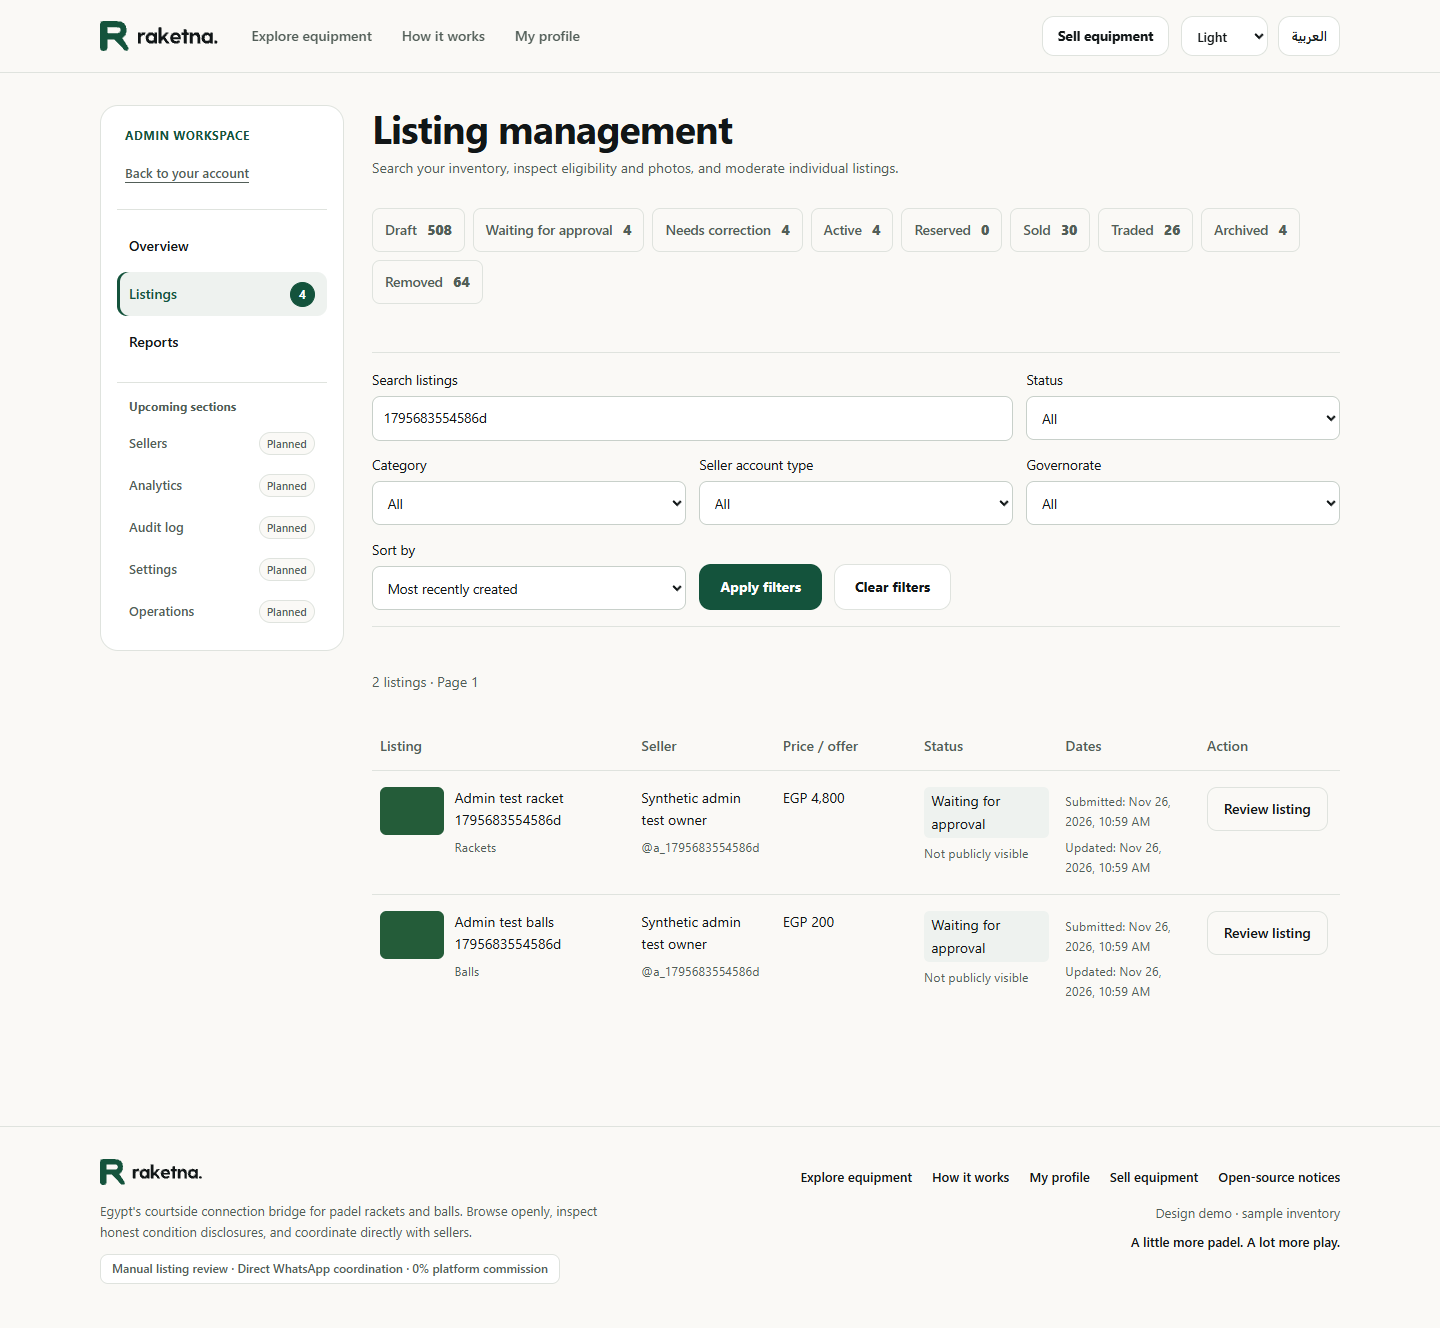 raketna.
Explore equipment
How it works
My profile
Sell equipment
Light
العربية
ADMIN WORKSPACE
Back to your account
Overview
Listings 4
Reports
Upcoming sections
Sellers Planned
Analytics Planned
Audit log Planned
Settings Planned
Operations Planned
Listing management
Search your inventory, inspect eligibility and photos, and moderate individual listings.
Draft 508
Waiting for approval 4
Needs correction 4
Active 4
Reserved 0
Sold 30
Traded 26
Archived 4
Removed 64
Search listings
1795683554586d
Status
All
Category
All
Seller account type
All
Governorate
All
Sort by
Most recently created
Apply filters
Clear filters
2 listings · Page 1
Listing
Seller
Price / offer
Status
Dates
Action
Admin test racket
1795683554586d
Rackets
Synthetic admin
test owner
@a_1795683554586d
EGP 4,800
Waiting for
approval
Not publicly visible
Submitted: Nov 26,
2026, 10:59 AM
Updated: Nov 26,
2026, 10:59 AM
Review listing
Admin test balls
1795683554586d
Balls
Synthetic admin
test owner
@a_1795683554586d
EGP 200
Waiting for
approval
Not publicly visible
Submitted: Nov 26,
2026, 10:59 AM
Updated: Nov 26,
2026, 10:59 AM
Review listing
raketna.
Egypt's courtside connection bridge for padel rackets and balls. Browse openly, inspect
honest condition disclosures, and coordinate directly with sellers.
Manual listing review · Direct WhatsApp coordination · 0% platform commission
Explore equipment
How it works
My profile
Sell equipment
Open-source notices
Design demo · sample inventory
A little more padel. A lot more play.